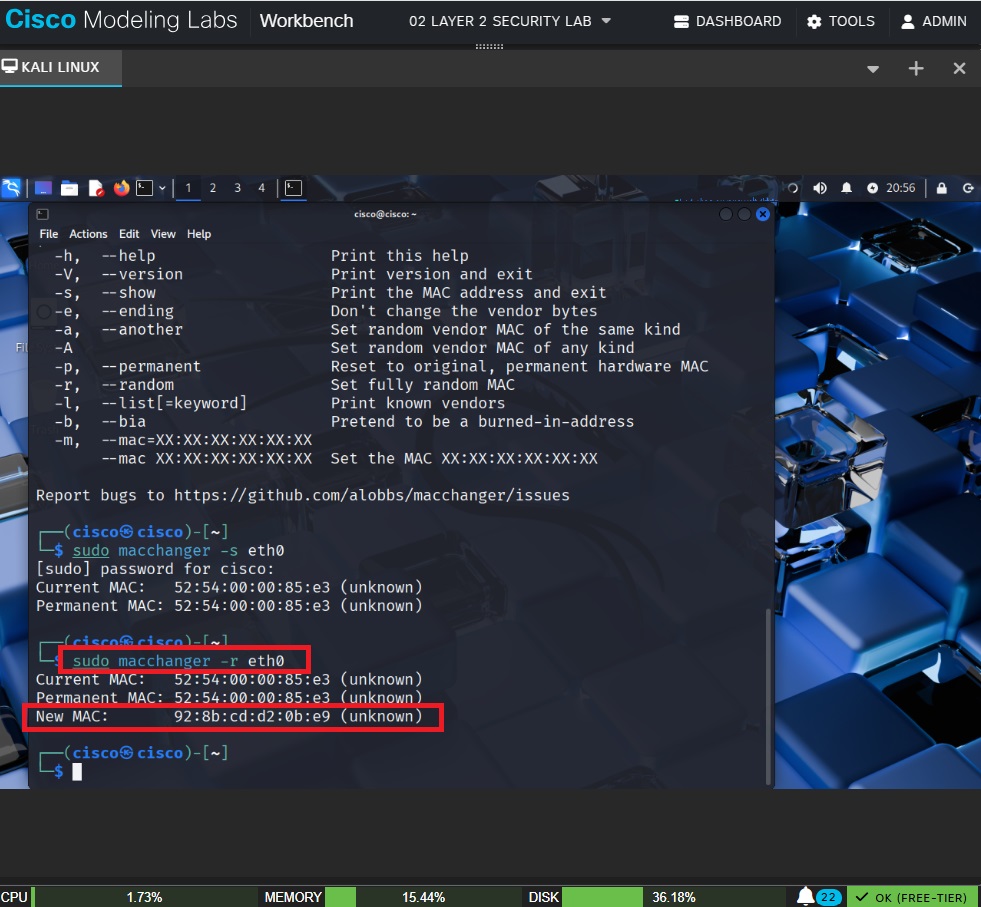 Cisco Modeling Labs Workbench 02 LAYER 2 SECURITY LAB DASHBOARD TOOLS ADMIN
KALI LINUX
1 2 3 4 20:56
cisco@cisco: ~
File Actions Edit View Help
-h, --help Print this help
-V, --version Print version and exit
-s, --show Print the MAC address and exit
-e, --ending Don't change the vendor bytes
-a, --another Set random vendor MAC of the same kind
-A Set random vendor MAC of any kind
-p, --permanent Reset to original, permanent hardware MAC
-r, --random Set fully random MAC
-l, --list[=keyword] Print known vendors
-b, --bia Pretend to be a burned-in-address
-m, --mac=XX:XX:XX:XX:XX:XX
--mac XX:XX:XX:XX:XX:XX Set the MAC XX:XX:XX:XX:XX:XX
Report bugs to https://github.com/alobbs/macchanger/issues
┌──(cisco㉿cisco)-[~]
└─$ sudo macchanger -s eth0
[sudo] password for cisco:
Current MAC: 52:54:00:00:85:e3 (unknown)
Permanent MAC: 52:54:00:00:85:e3 (unknown)
┌──(cisco㉿cisco)-[~]
└─$ sudo macchanger -r eth0
Current MAC: 52:54:00:00:85:e3 (unknown)
Permanent MAC: 52:54:00:00:85:e3 (unknown)
New MAC: 92:8b:cd:d2:0b:e9 (unknown)
┌──(cisco㉿cisco)-[~]
└─$
CPU 1.73% MEMORY 15.44% DISK 36.18% 22 OK (FREE-TIER)